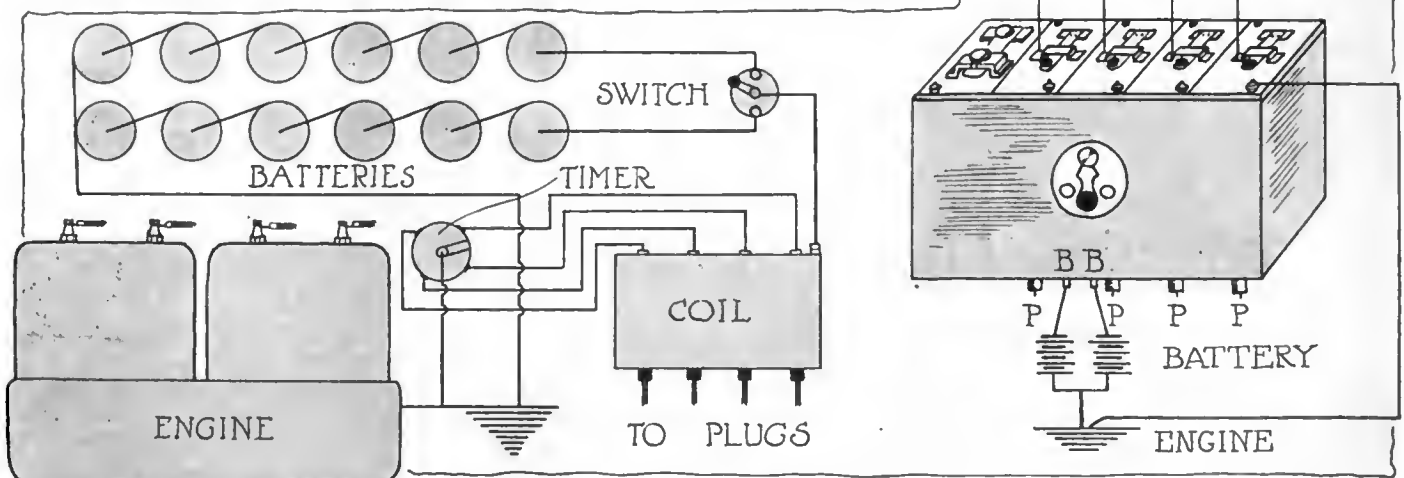 SWITCH
BATTERIES
TIMER
COIL
ENGINE
TO PLUGS
B B
P P P P
BATTERY
ENGINE